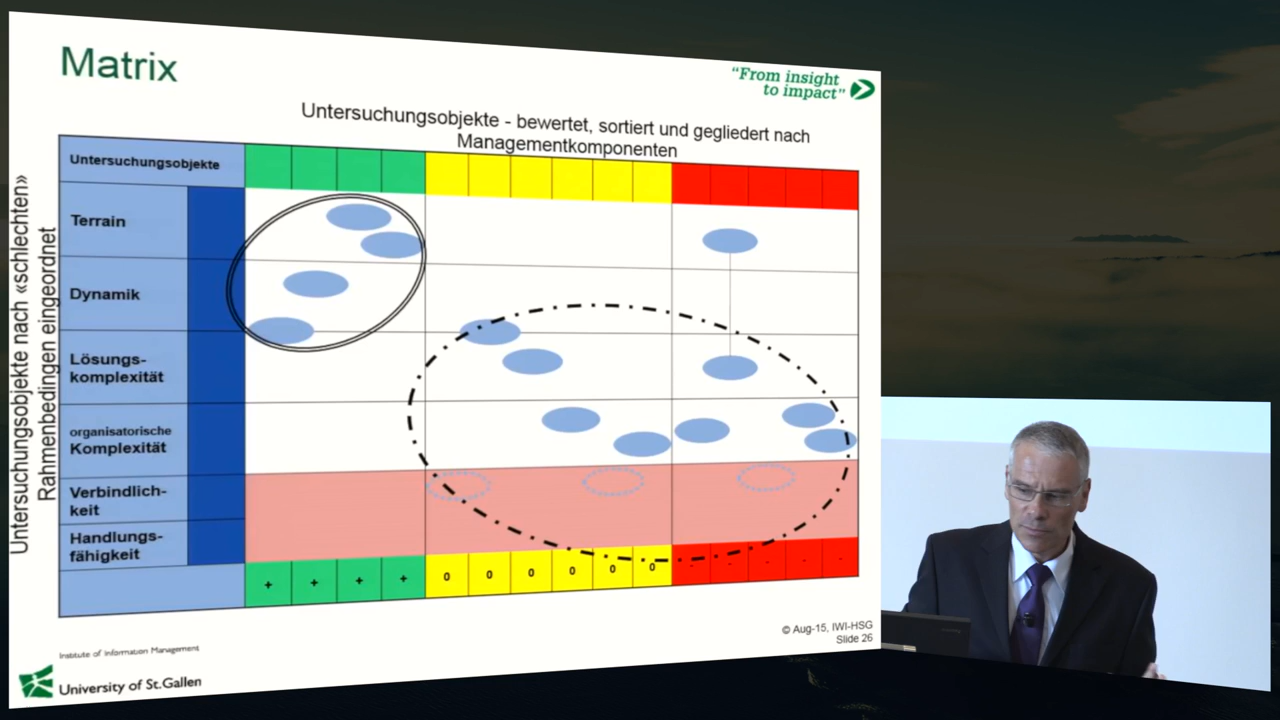 Matrix
“From insight
to impact”
Untersuchungsobjekte - bewertet, sortiert und gegliedert nach
Managementkomponenten
Untersuchungsobjekte nach «schlechten»
Rahmenbedingen eingeordnet
Untersuchungsobjekte
Terrain
Dynamik
Lösungs-
komplexität
organisatorische
Komplexität
Verbindlich-
keit
Handlungs-
fähigkeit
+ + + + 0 0 0 0 0 0 - - - - -
© Aug-15, IWI-HSG
Slide 26
Institute of Information Management
University of St.Gallen